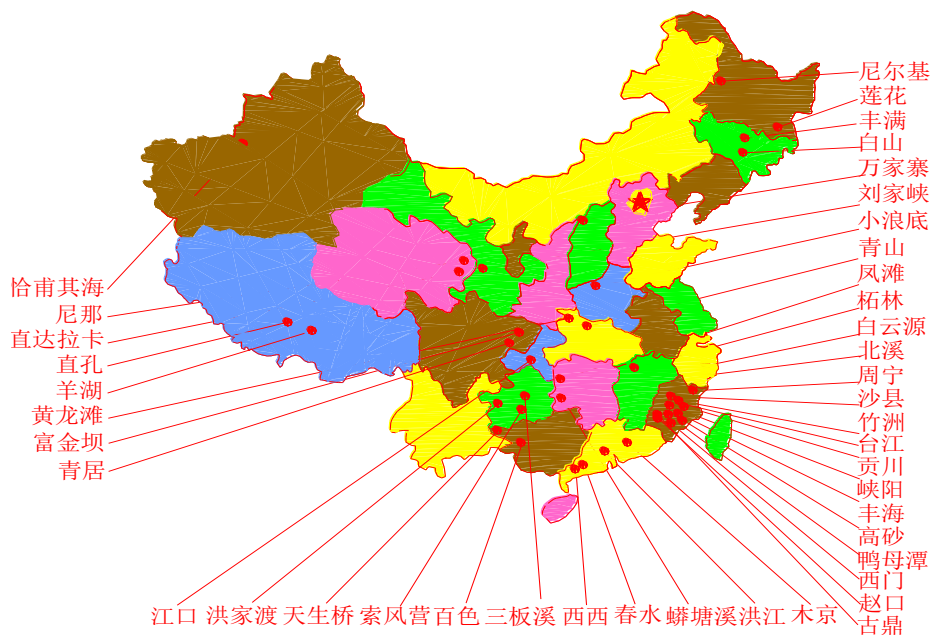 尼尔基
莲花
丰满
白山
万家寨
刘家峡
小浪底
青山
凤滩
柘林
白云源
北溪
周宁
沙县
竹洲
台江
贡川
峡阳
丰海
高砂
鸭母潭
西门
赵口
古鼎
恰甫其海
尼那
直达拉卡
直孔
羊湖
黄龙滩
富金坝
青居
江口 洪家渡 天生桥 索风营 百色 三板溪 西西 春水 蟒塘溪 洪江 木京